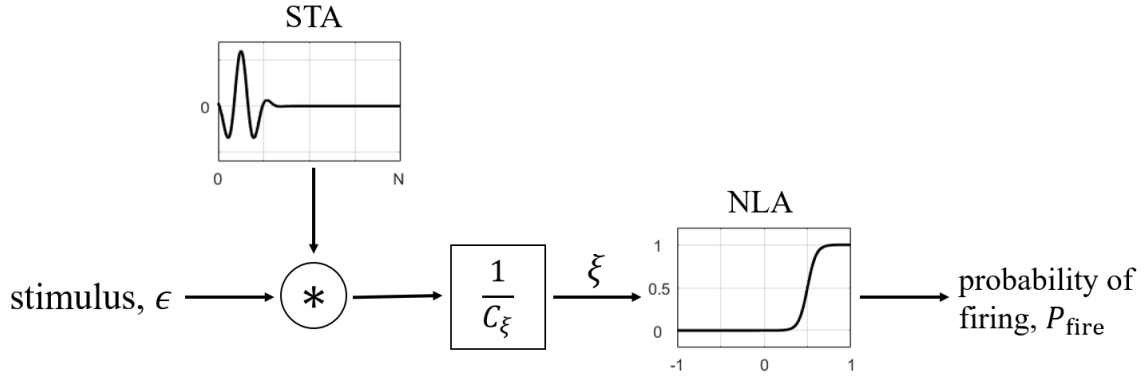 STA
0
0
N
stimulus, ϵ
*
1
C_ξ
ξ
NLA
1
0.5
0
-1
0
1
probability of
firing, P_fire